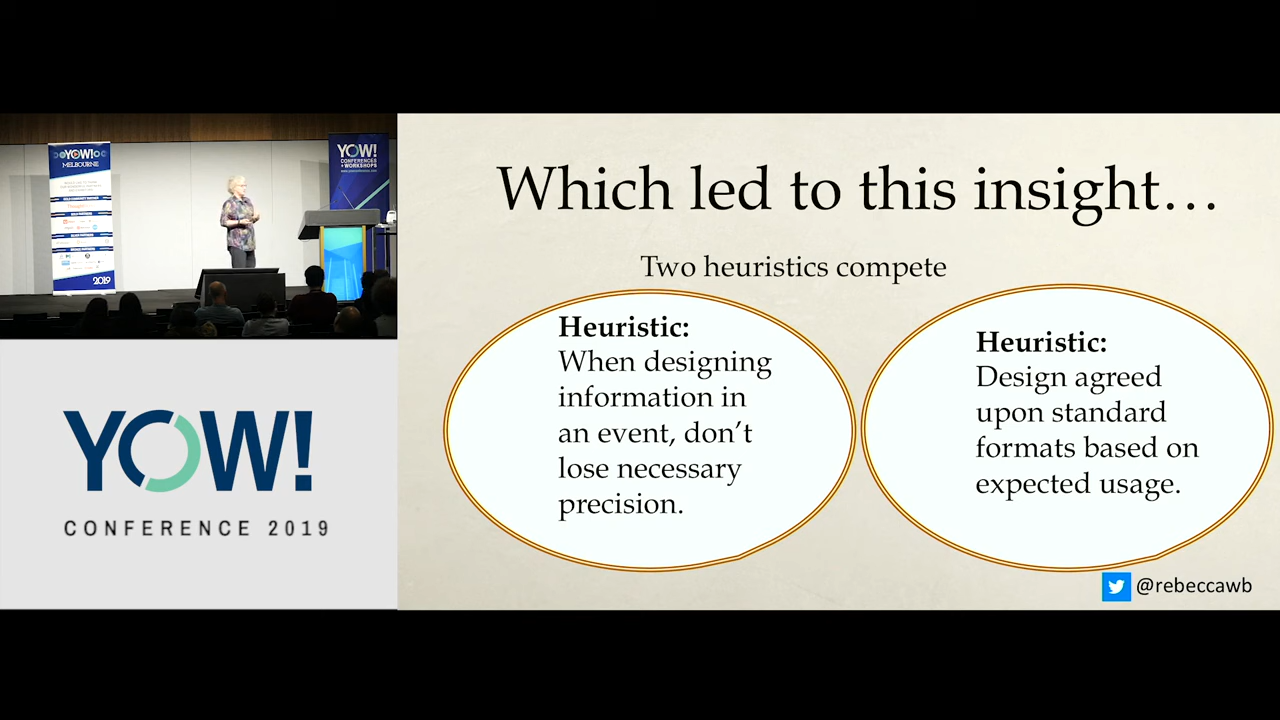 YOW!
MELBOURNE
2019
YOW!
CONFERENCES
+WORKSHOPS
YOW!
CONFERENCE 2019
Which led to this insight…
Two heuristics compete
Heuristic:
When designing
information in
an event, don’t
lose necessary
precision.
Heuristic:
Design agreed
upon standard
formats based on
expected usage.
@rebeccawb